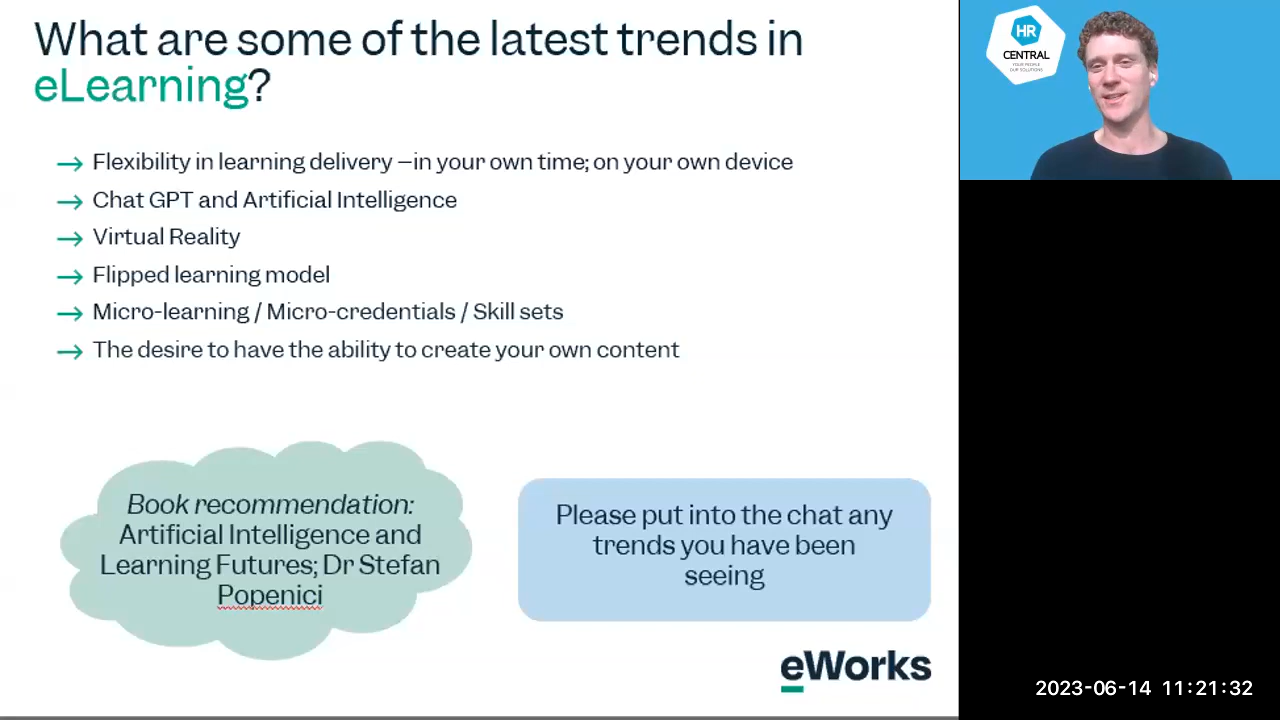 What are some of the latest trends in
eLearning?
→ Flexibility in learning delivery –in your own time; on your own device
→ Chat GPT and Artificial Intelligence
→ Virtual Reality
→ Flipped learning model
→ Micro-learning / Micro-credentials / Skill sets
→ The desire to have the ability to create your own content
Book recommendation:
Artificial Intelligence and
Learning Futures; Dr Stefan
Popenici
Please put into the chat any
trends you have been
seeing
eWorks
HR
CENTRAL
YOUR PEOPLE
OUR SOLUTIONS
2023-06-14 11:21:32